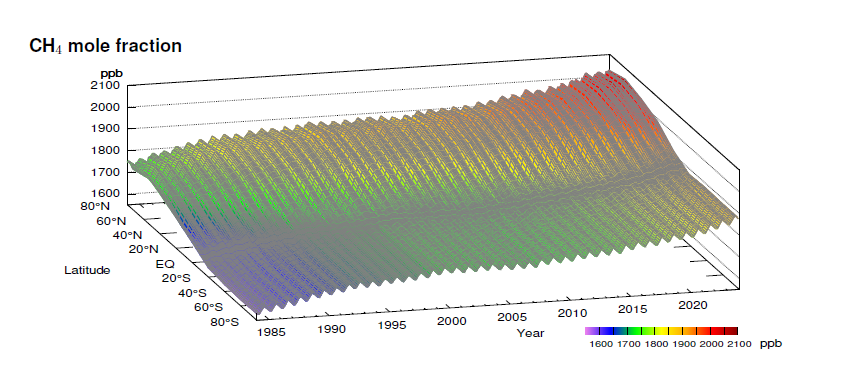 CH₄ mole fraction
ppb
2100
2000
1900
1800
1700
1600
80°N
60°N
40°N
20°N
EQ
20°S
40°S
60°S
80°S
Latitude
1985 1990 1995 2000 2005 2010 2015 2020
Year
1600 1700 1800 1900 2000 2100 ppb